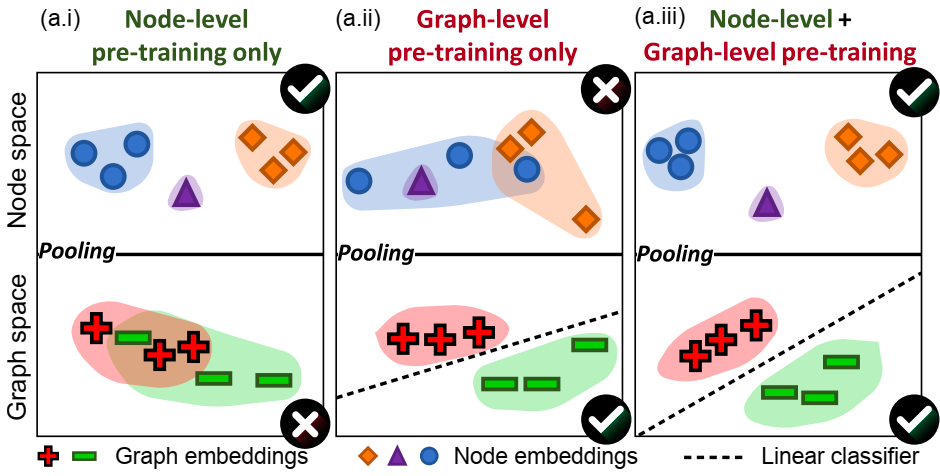 (a.i) Node-level
pre-training only
(a.ii) Graph-level
pre-training only
(a.iii) Node-level +
Graph-level pre-training
Node space
Pooling
Pooling
Pooling
Graph space
Graph embeddings
Node embeddings
Linear classifier